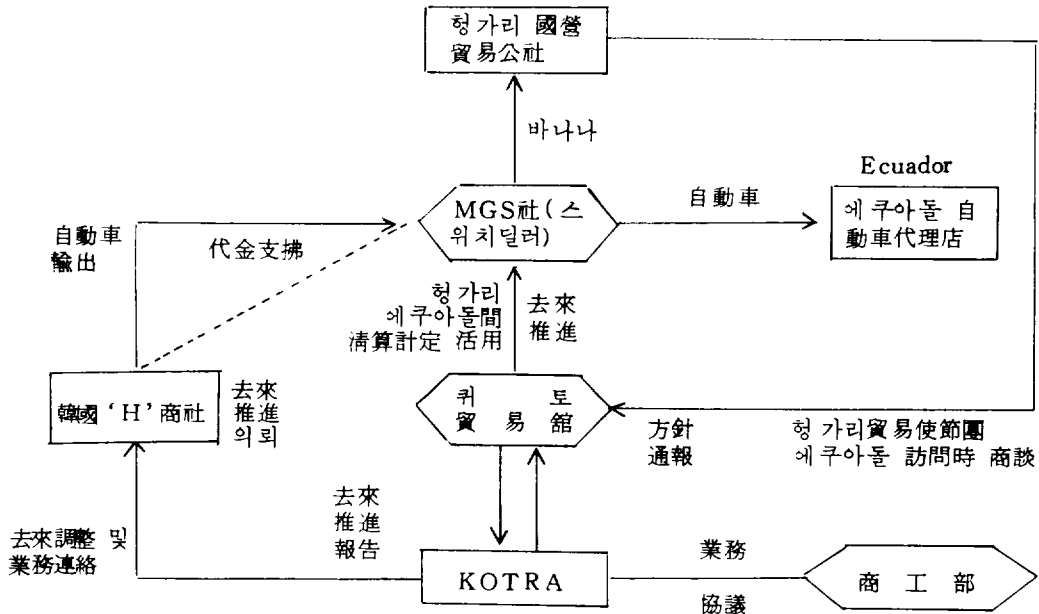 헝가리 國營
貿易公社
바나나
Ecuador
自動車
MGS社(스
위치딜러)
에쿠아돌 自
動車代理店
自動車
輸出
代金支拂
헝가리
에쿠아돌間
淸算計定 活用
去來
推進
韓國 ‘H’商社
去來
推進
의뢰
퀴 토
貿 易 館
方針
通報
헝가리貿易使節團
에쿠아돌 訪問時 商談
去來
推進
報告
去來調整 및
業務連絡
KOTRA
業務
協議
商 工 部